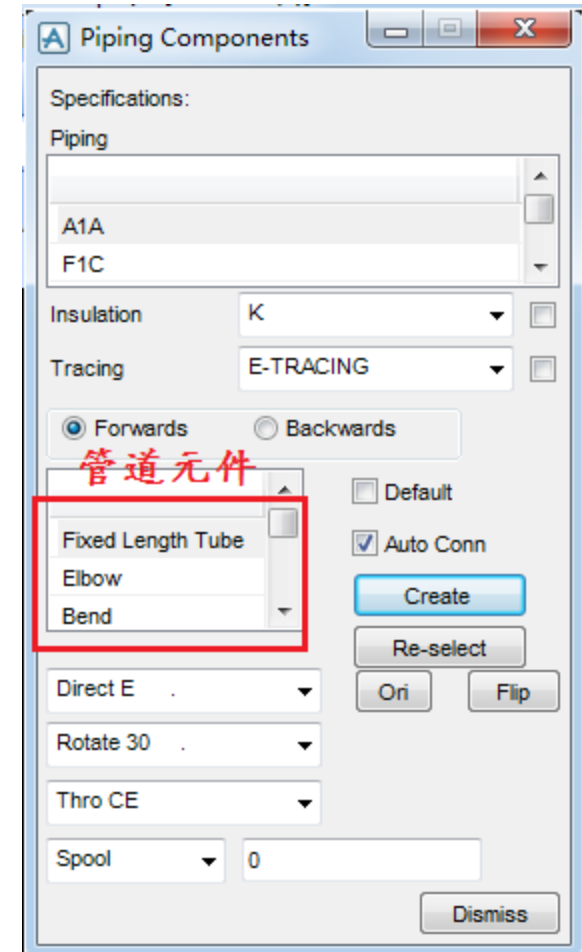 Piping Components
Specifications:
Piping
A1A
F1C
Insulation K
Tracing E-TRACING
Forwards Backwards
管道元件
Default
Fixed Length Tube
Auto Conn
Elbow
Create
Bend
Re-select
Direct E .
Ori Flip
Rotate 30 .
Thro CE
Spool 0
Dismiss